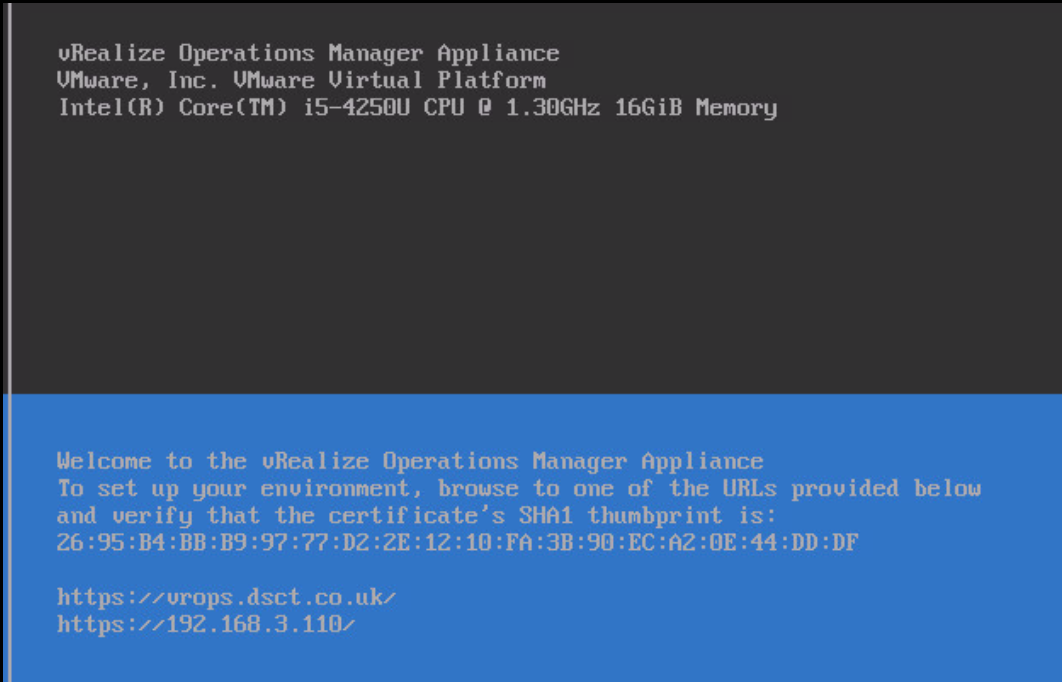 vRealize Operations Manager Appliance
VMware, Inc. VMware Virtual Platform
Intel(R) Core(TM) i5-4250U CPU @ 1.30GHz 16GiB Memory
Welcome to the vRealize Operations Manager Appliance
To set up your environment, browse to one of the URLs provided below
and verify that the certificate's SHA1 thumbprint is:
26:95:B4:BB:B9:97:77:D2:2E:12:10:FA:3B:90:EC:A2:0E:44:DD:DF
https://vrops.dsct.co.uk/
https://192.168.3.110/